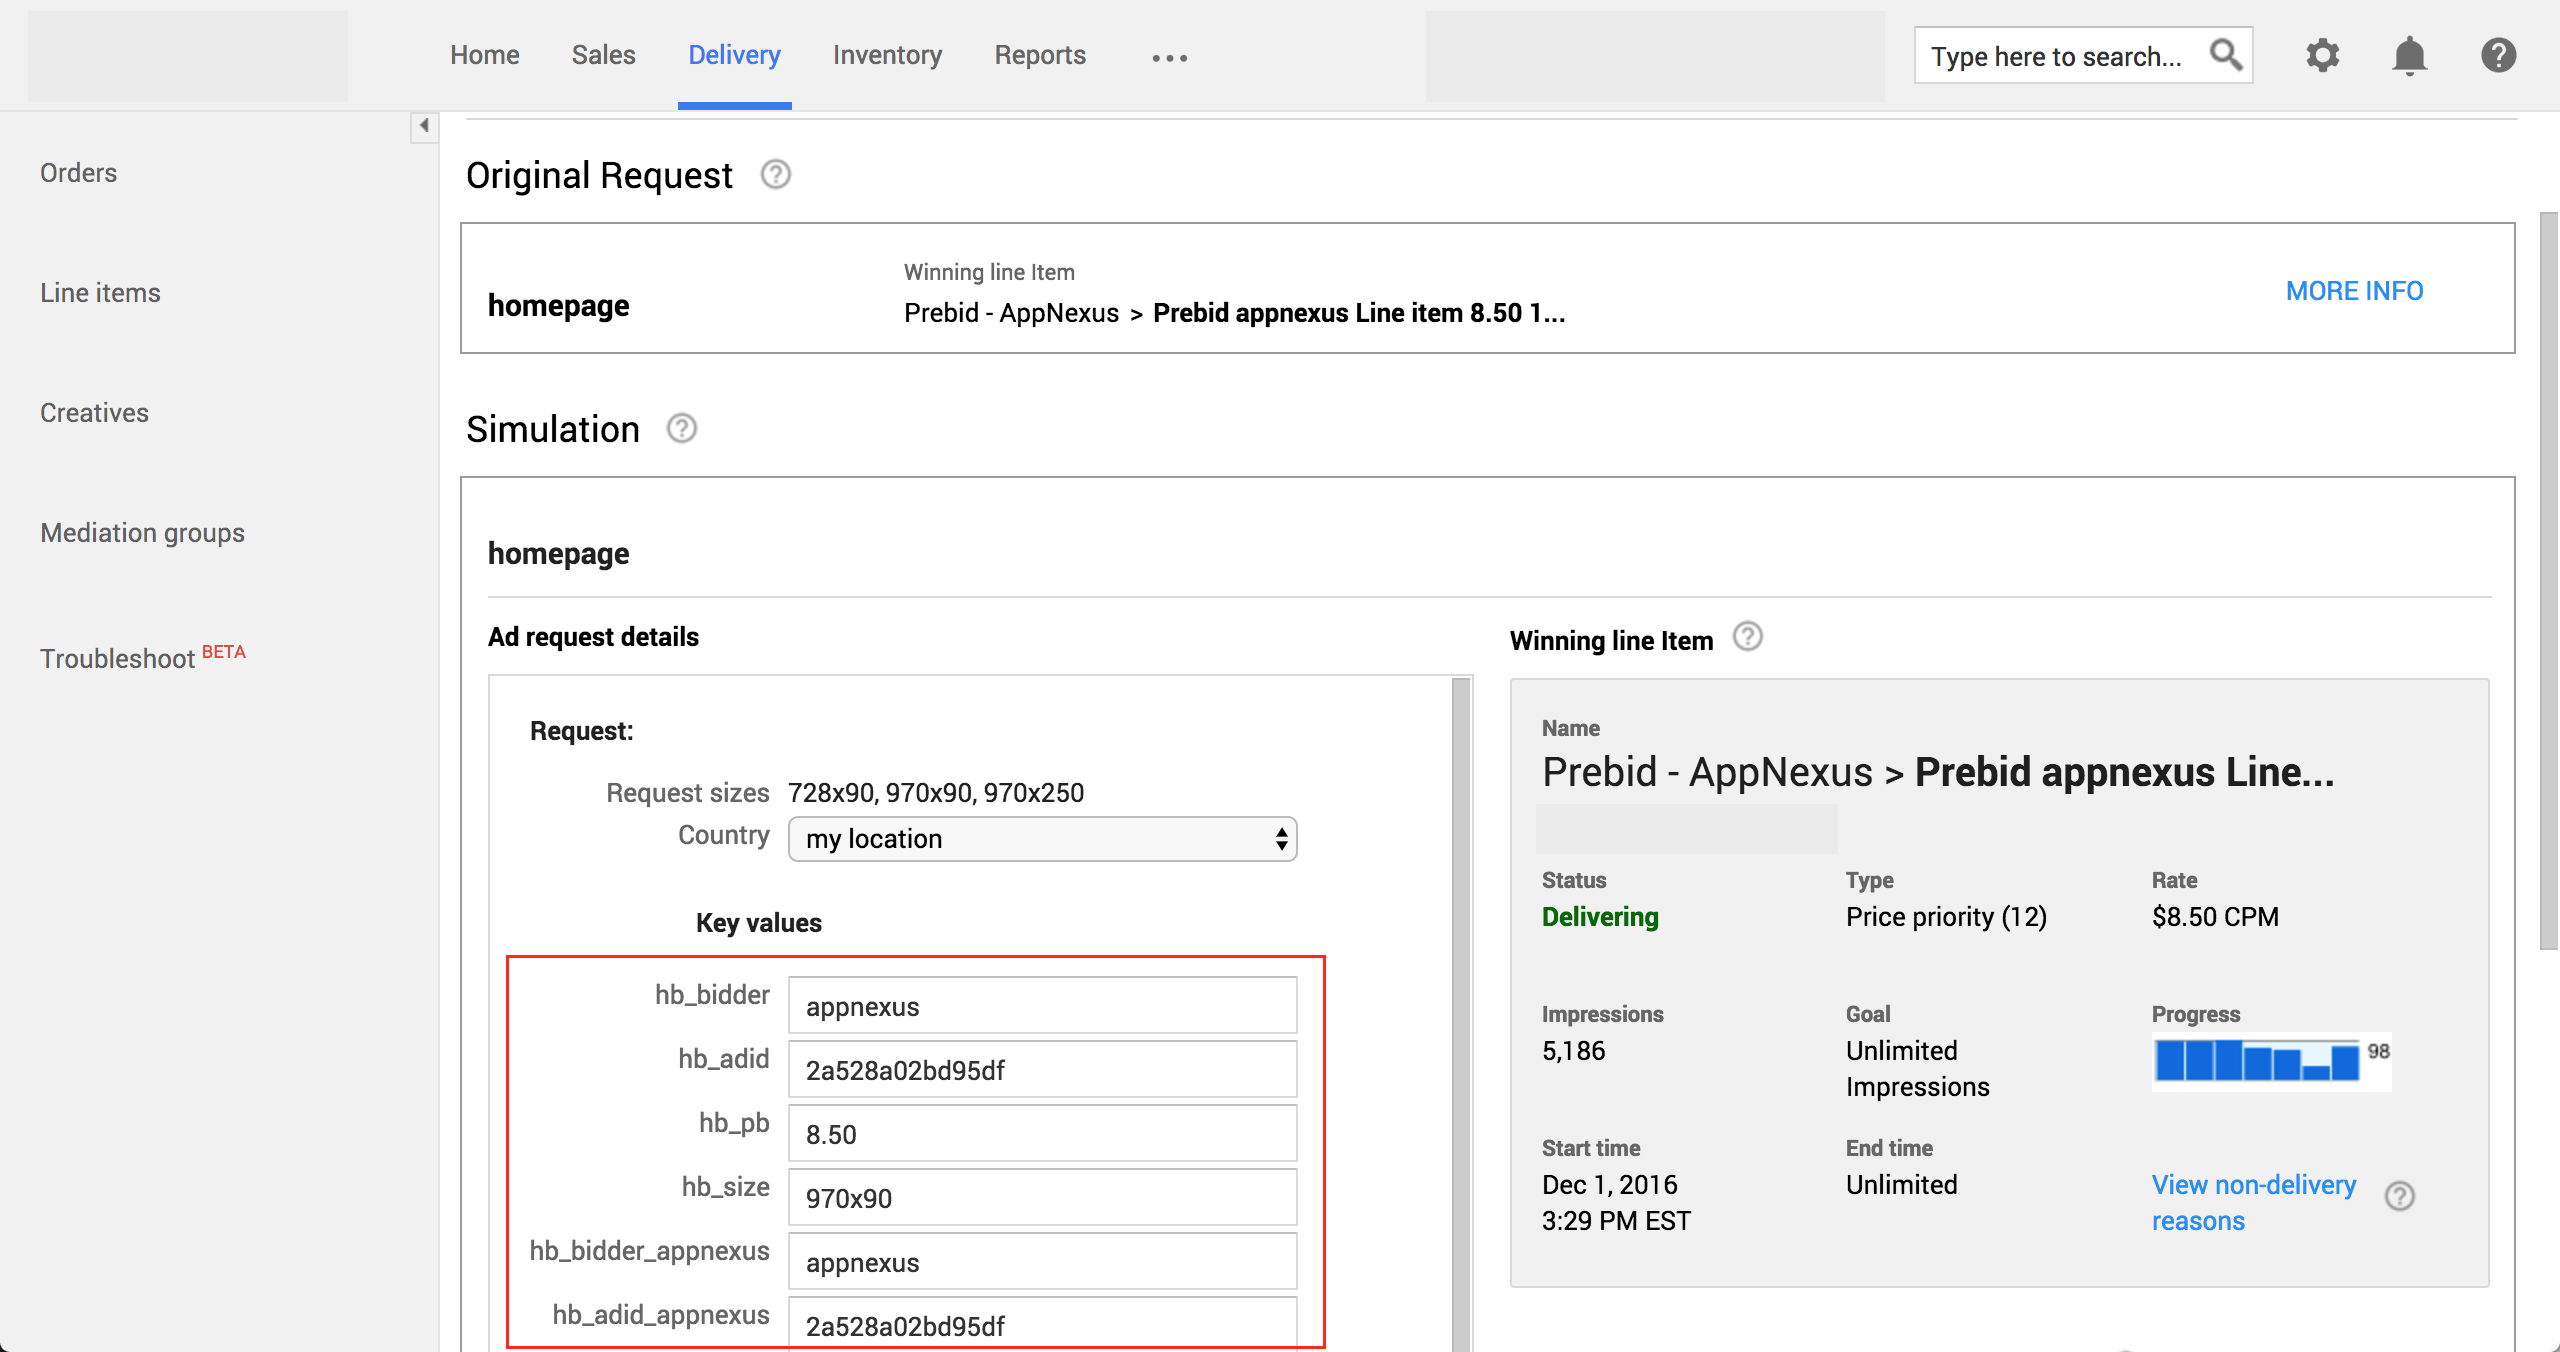 Home Sales Delivery Inventory Reports ... Type here to search...
Orders
Line items
Creatives
Mediation groups
Troubleshoot BETA
Original Request
homepage
Winning line Item
Prebid - AppNexus > Prebid appnexus Line item 8.50 1...
MORE INFO
Simulation
homepage
Ad request details
Request:
Request sizes 728x90, 970x90, 970x250
Country my location
Key values
hb_bidder appnexus
hb_adid 2a528a02bd95df
hb_pb 8.50
hb_size 970x90
hb_bidder_appnexus appnexus
hb_adid_appnexus 2a528a02bd95df
Winning line Item
Name
Prebid - AppNexus > Prebid appnexus Line...
Status Type Rate
Delivering Price priority (12) $8.50 CPM
Impressions Goal Progress
5,186 Unlimited 98
Impressions
Start time End time
Dec 1, 2016 Unlimited View non-delivery
3:29 PM EST reasons